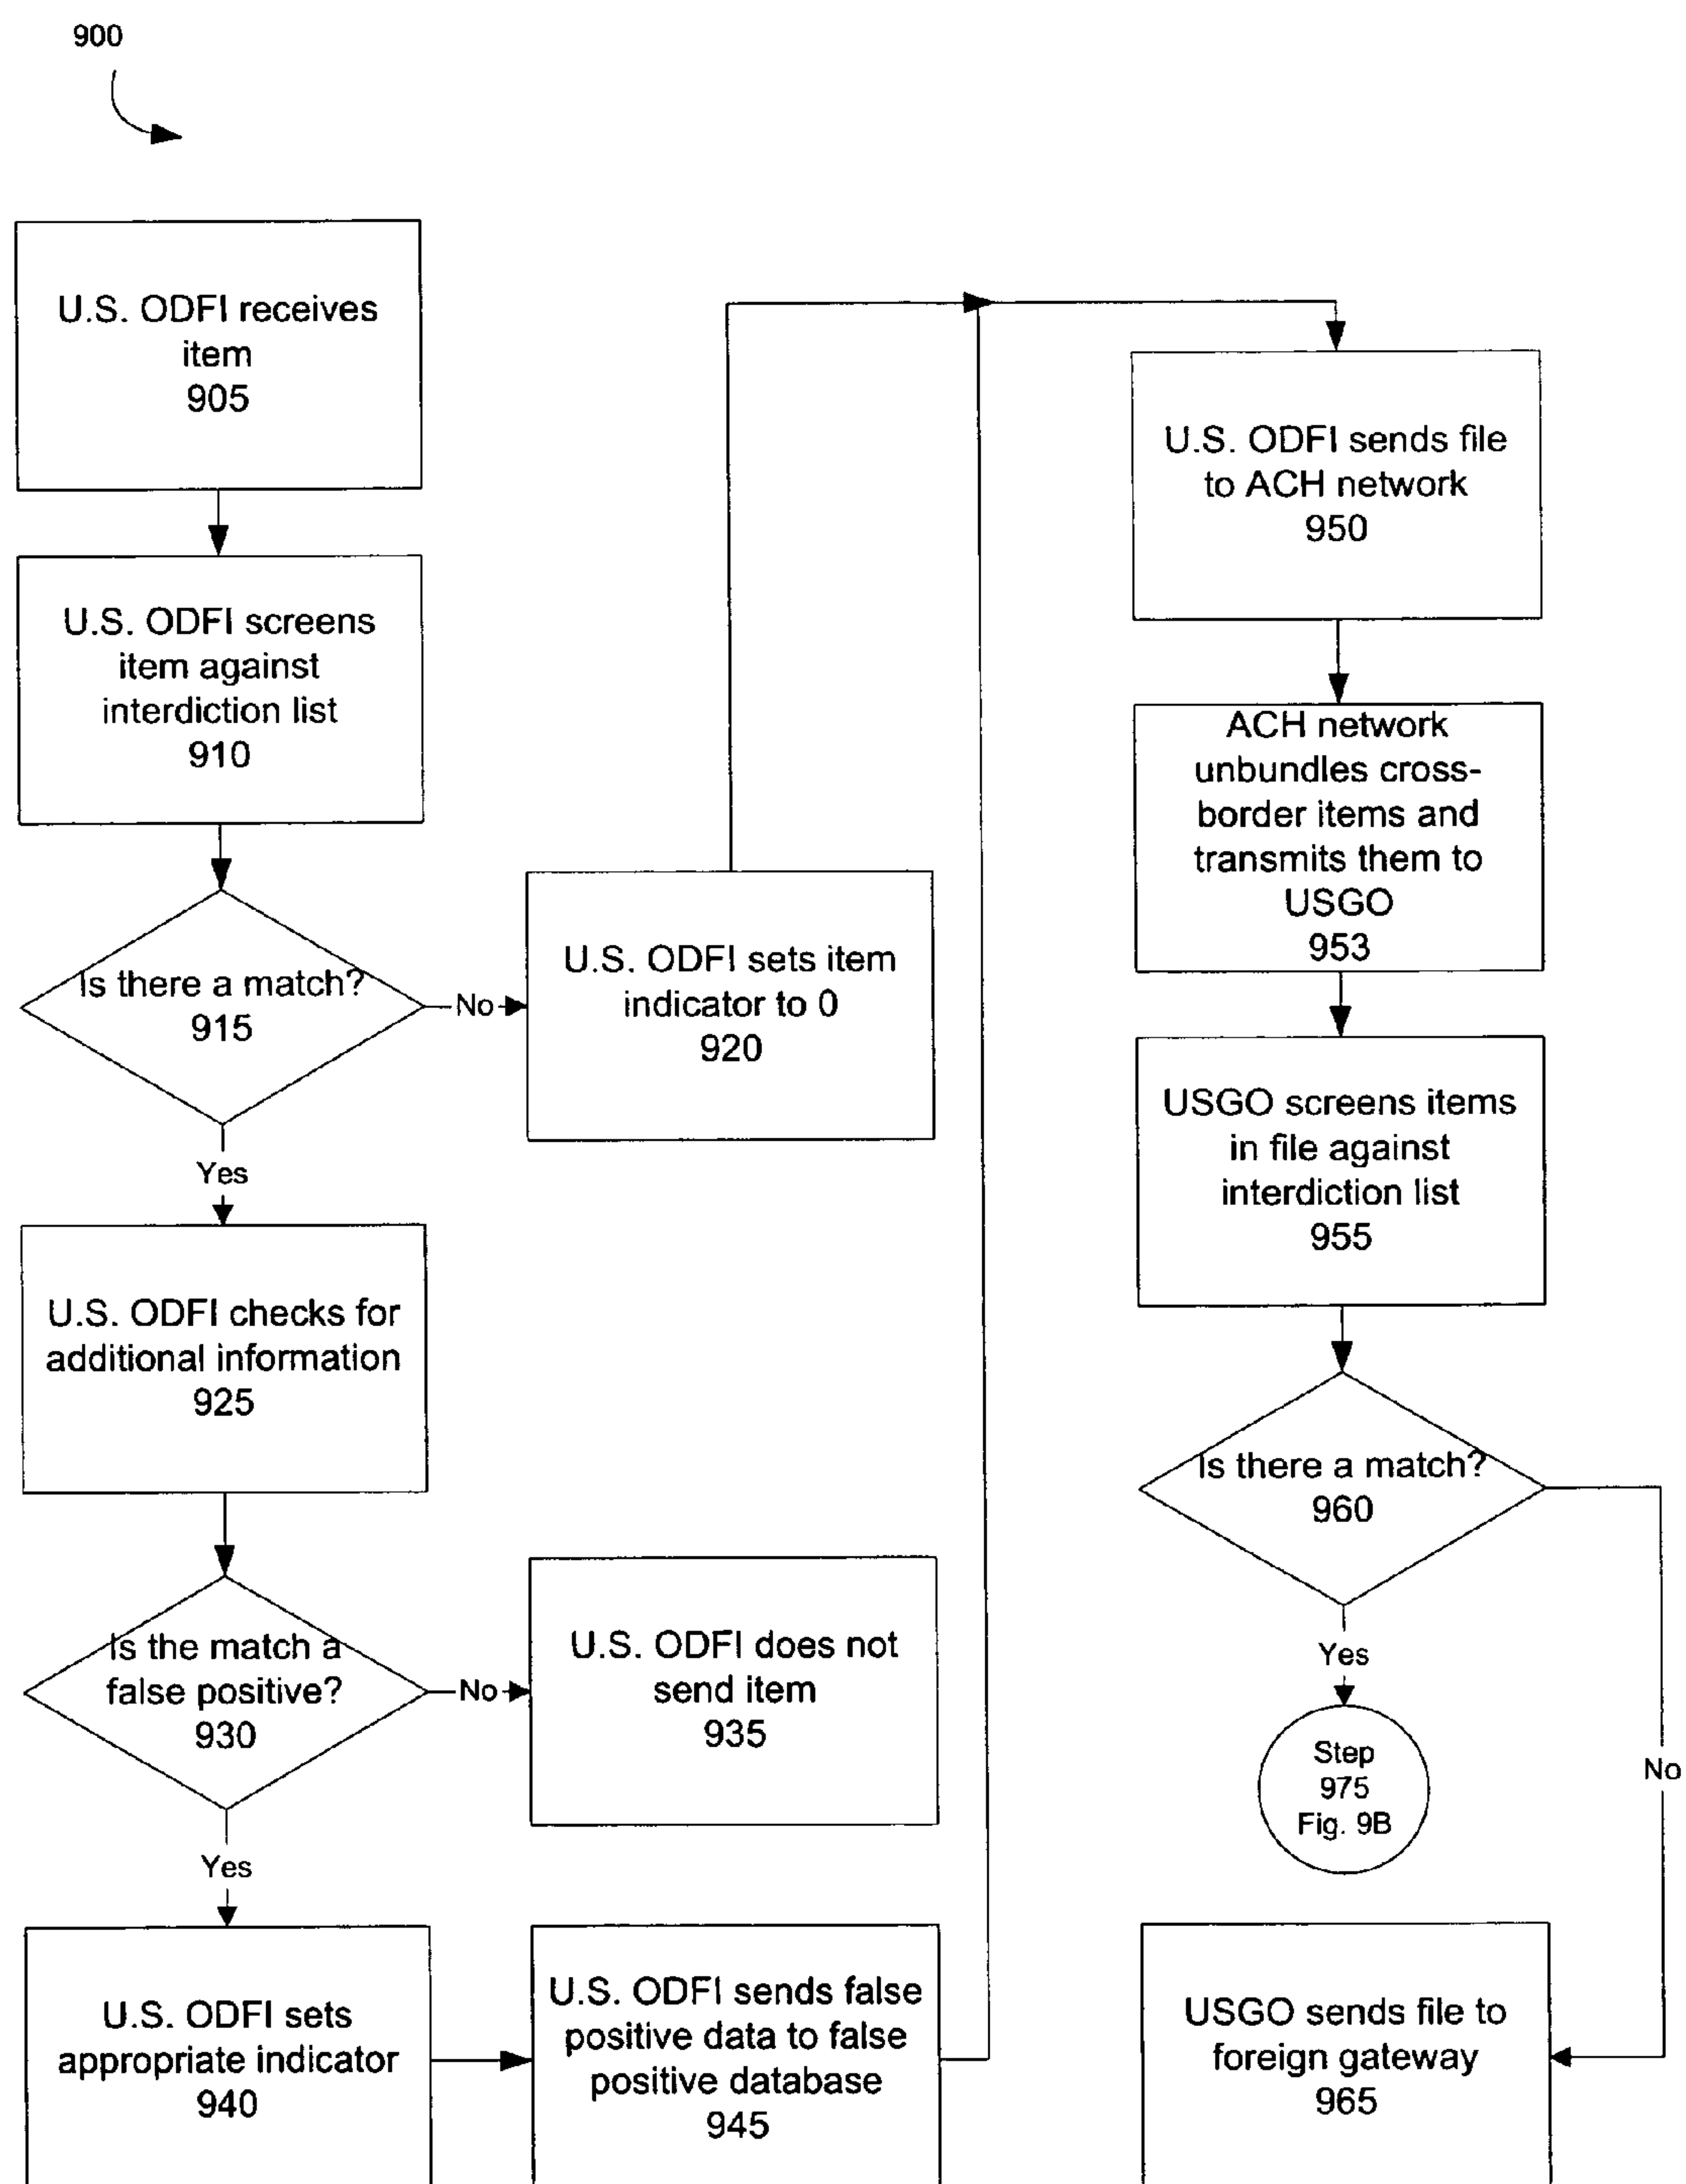 900
U.S. ODFI receives
item
905
U.S. ODFI screens
item against
interdiction list
910
Is there a match?
915
No
U.S. ODFI sets item
indicator to 0
920
Yes
U.S. ODFI checks for
additional information
925
Is the match a
false positive?
930
No
U.S. ODFI does not
send item
935
Yes
U.S. ODFI sets
appropriate indicator
940
U.S. ODFI sends false
positive data to false
positive database
945
U.S. ODFI sends file
to ACH network
950
ACH network
unbundles cross-
border items and
transmits them to
USGO
953
USGO screens items
in file against
interdiction list
955
Is there a match?
960
Yes
Step
975
Fig. 9B
No
USGO sends file to
foreign gateway
965